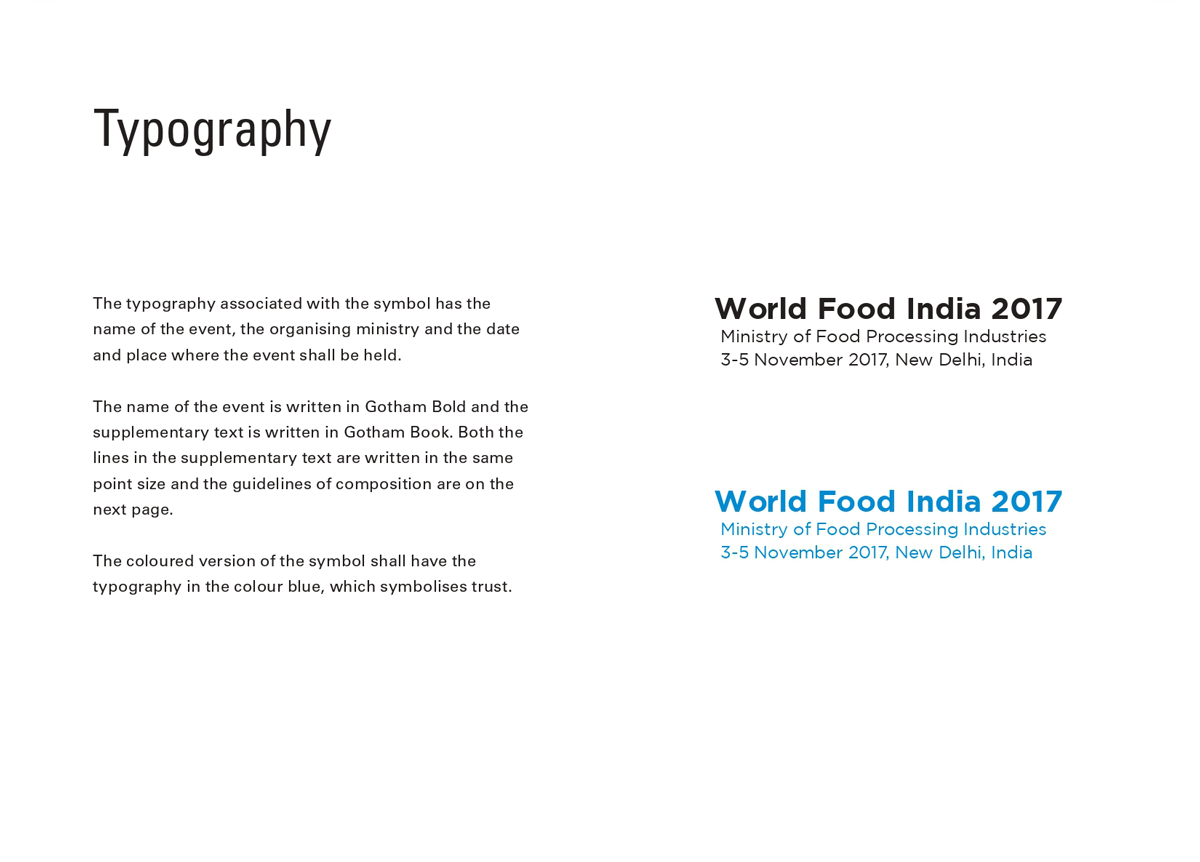 Typography
The typography associated with the symbol has the
name of the event, the organising ministry and the date
and place where the event shall be held.
The name of the event is written in Gotham Bold and the
supplementary text is written in Gotham Book. Both the
lines in the supplementary text are written in the same
point size and the guidelines of composition are on the
next page.
The coloured version of the symbol shall have the
typography in the colour blue, which symbolises trust.
World Food India 2017
Ministry of Food Processing Industries
3-5 November 2017, New Delhi, India
World Food India 2017
Ministry of Food Processing Industries
3-5 November 2017, New Delhi, India